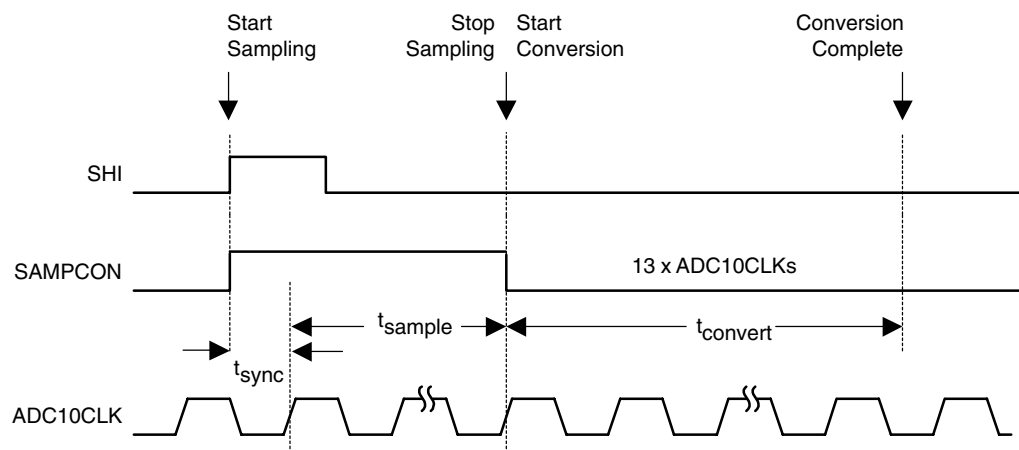 Start
Sampling
Stop
Sampling
Start
Conversion
Conversion
Complete
SHI
SAMPCON
13 x ADC10CLKs
tsample
tconvert
tsync
ADC10CLK